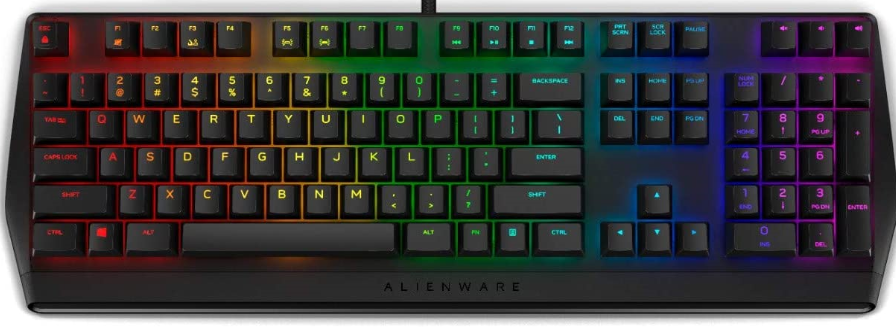 ESC F1 F2 F3 F4 F5 F6 F7 F8 F9 F10 F11 F12 PRT SCRN SCR LOCK PAUSE
1 ! 2 @ 3 # 4 $ 5 % 6 ^ 7 & 8 * 9 ( 0 ) - _ = + BACKSPACE INS HOME PG UP NUM LOCK / * -
TAB Q W E R T Y U I O P [ ] \ DEL END PG DN 7 HOME 8 ↑ 9 PG UP +
CAPS LOCK A S D F G H J K L ; : ' " ENTER 4 ← 5 6
SHIFT Z X C V B N M , < . > / ? SHIFT ▲ 1 END 2 ↓ 3 PG DN ENTER
CTRL ALT ALT FN CTRL ◄ ▼ ► 0 INS . DEL
ALIENWARE